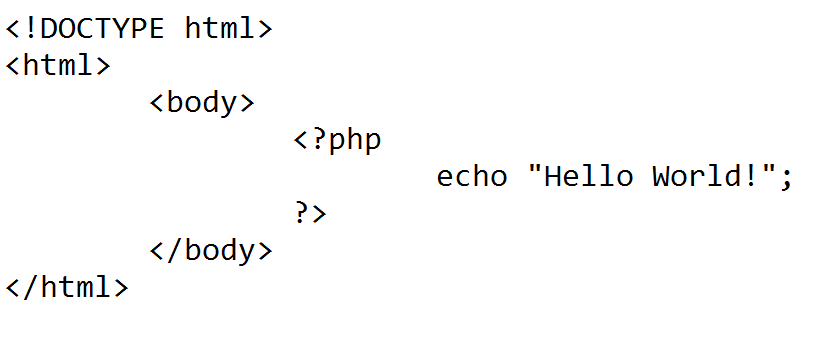 <!DOCTYPE html>
<html>
        <body>
                <?php
                        echo "Hello World!";
                ?>
        </body>
</html>